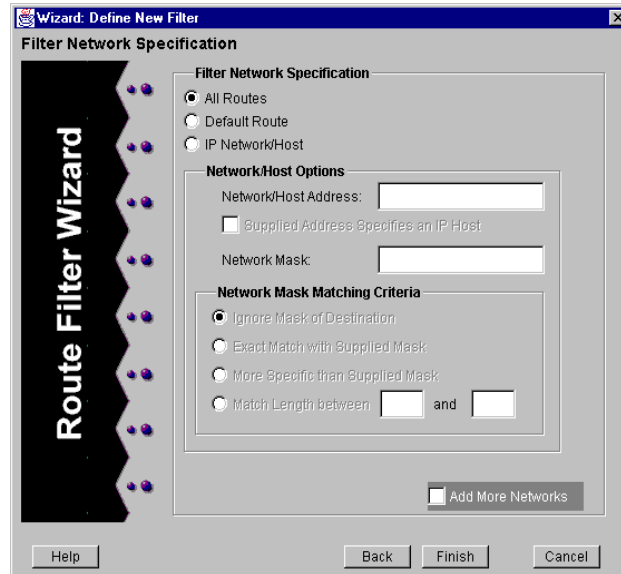 Wizard: Define New Filter
Filter Network Specification
Route Filter Wizard
Filter Network Specification
All Routes
Default Route
IP Network/Host
Network/Host Options
Network/Host Address:
Supplied Address Specifies an IP Host
Network Mask:
Network Mask Matching Criteria
Ignore Mask of Destination
Exact Match with Supplied Mask
More Specific than Supplied Mask
Match Length between and
Add More Networks
Help Back Finish Cancel